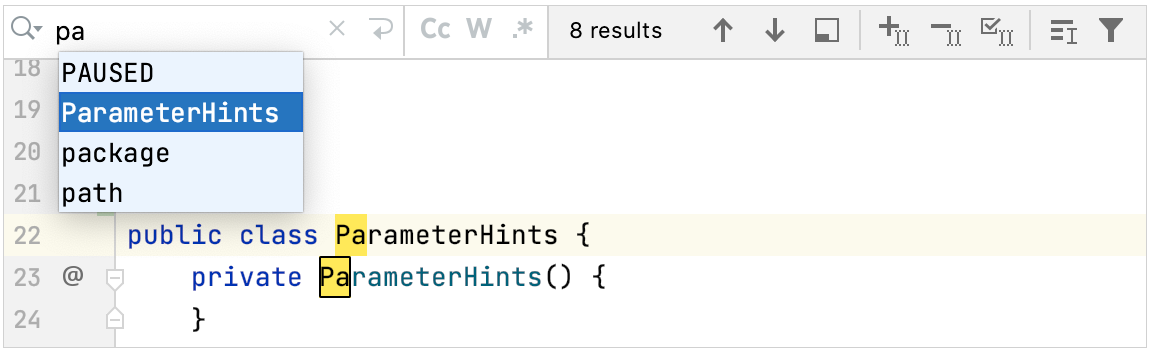 pa Cc W .* 8 results
18 PAUSED
19 ParameterHints
20 package
21 path
22 public class ParameterHints {
23 @ private ParameterHints() {
24 }